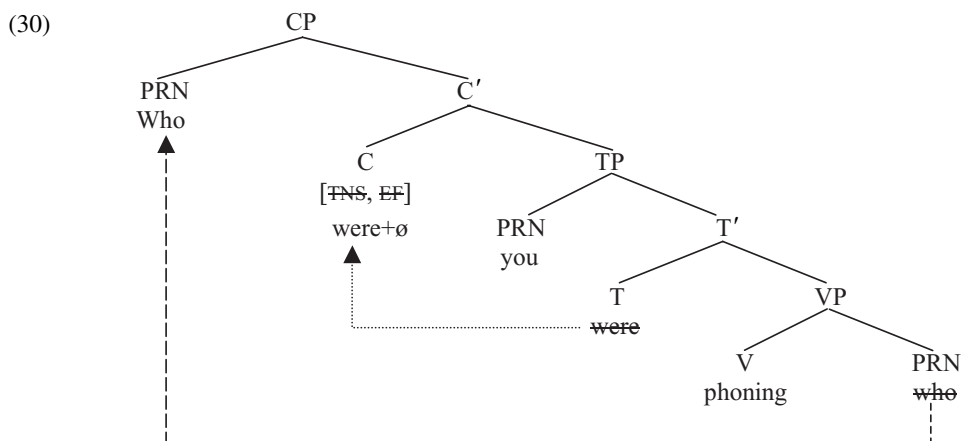 (30)
CP
PRN C′
Who
C TP
[TNS, EF] PRN T′
were+ø you
T VP
were V PRN
phoning who